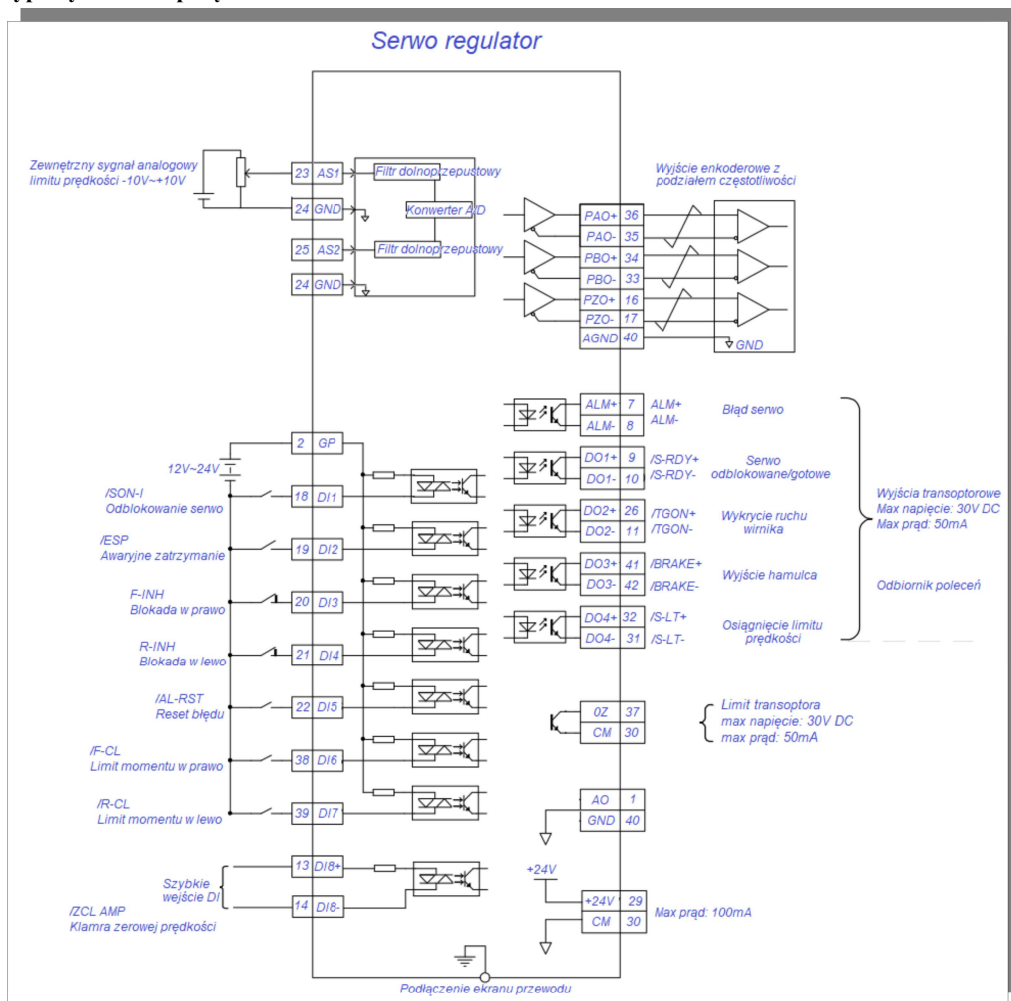 Serwo regulator
Zewnętrzny sygnał analogowy
limitu prędkości -10V~+10V
23 AS1
24 GND
25 AS2
24 GND
Filtr dolnoprzepustowy
Konwerter A/D
Filtr dolnoprzepustowy
Wyjście enkoderowe z
podziałem częstotliwości
PAO+ 36
PAO- 35
PBO+ 34
PBO- 33
PZO+ 16
PZO- 17
AGND 40
GND
ALM+ 7 ALM+
ALM- 8 ALM-
Błąd serwo
DO1+ 9 /S-RDY+
DO1- 10 /S-RDY-
Serwo
odblokowane/gotowe
DO2+ 26 /TGON+
DO2- 11 /TGON-
Wykrycie ruchu
wirnika
DO3+ 41 /BRAKE+
DO3- 42 /BRAKE-
Wyjście hamulca
DO4+ 32 /S-LT+
DO4- 31 /S-LT-
Osiągnięcie limitu
prędkości
Wyjścia transoptorowe
Max napięcie: 30V DC
Max prąd: 50mA
Odbiornik poleceń
2 GP
12V~24V
/SON-I
Odblokowanie serwo
18 DI1
/ESP
Awaryjne zatrzymanie
19 DI2
F-INH
Blokada w prawo
20 DI3
R-INH
Blokada w lewo
21 DI4
/AL-RST
Reset błędu
22 DI5
/F-CL
Limit momentu w prawo
38 DI6
/R-CL
Limit momentu w lewo
39 DI7
13 DI8+
14 DI8-
Szybkie
wejście DI
/ZCL AMP
Klamra zerowej prędkości
0Z 37
CM 30
Limit transoptora
max napięcie: 30V DC
max prąd: 50mA
AO 1
GND 40
+24V
+24V 29
CM 30
Max prąd: 100mA
Podłączenie ekranu przewodu